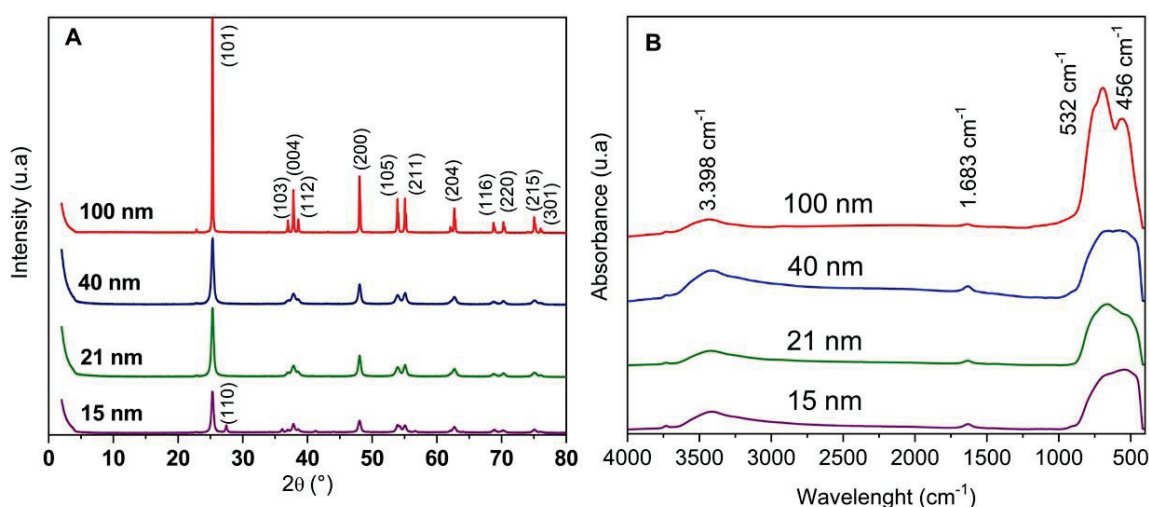 A
(101)
(103)
(004)
(112)
(200)
(105)
(211)
(204)
(116)
(220)
(215)
(301)
100 nm
40 nm
21 nm
15 nm
(110)
Intensity (u.a)
0 10 20 30 40 50 60 70 80
2θ (°)
B
3.398 cm⁻¹
1.683 cm⁻¹
532 cm⁻¹
456 cm⁻¹
100 nm
40 nm
21 nm
15 nm
Absorbance (u.a)
4000 3500 3000 2500 2000 1500 1000 500
Wavelenght (cm⁻¹)